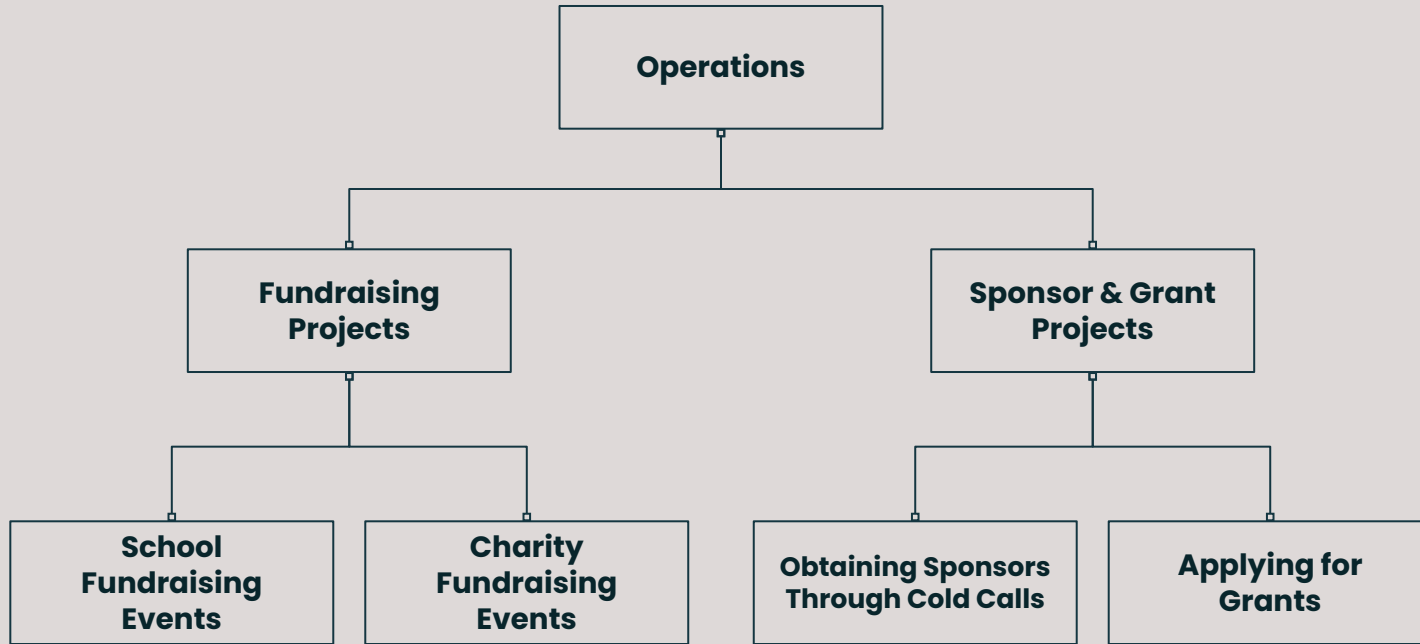 Operations
Fundraising
Projects
Sponsor & Grant
Projects
School
Fundraising
Events
Charity
Fundraising
Events
Obtaining Sponsors
Through Cold Calls
Applying for
Grants